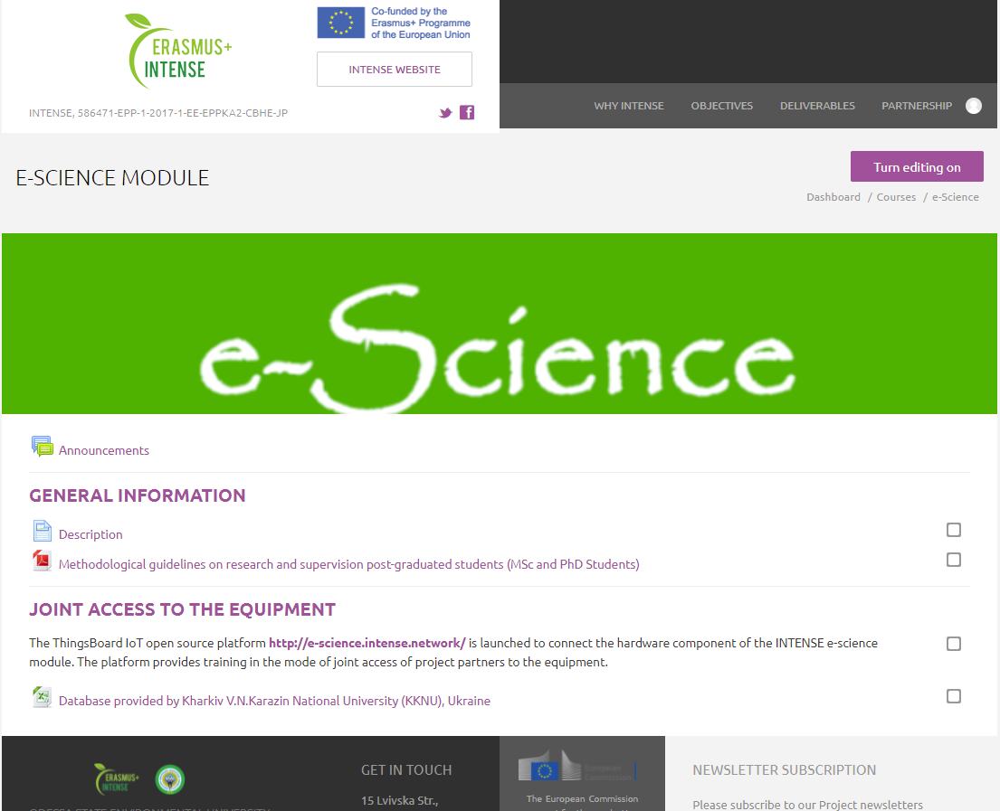 ERASMUS+
INTENSE
Co-funded by the
Erasmus+ Programme
of the European Union
INTENSE WEBSITE
INTENSE, 586471-EPP-1-2017-1-EE-EPPKA2-CBHE-JP
WHY INTENSE OBJECTIVES DELIVERABLES PARTNERSHIP
E-SCIENCE MODULE
Turn editing on
Dashboard / Courses / e-Science
e-Science
Announcements
GENERAL INFORMATION
Description
Methodological guidelines on research and supervision post-graduated students (MSc and PhD Students)
JOINT ACCESS TO THE EQUIPMENT
The ThingsBoard IoT open source platform http://e-science.intense.network/ is launched to connect the hardware component of the INTENSE e-science
module. The platform provides training in the mode of joint access of project partners to the equipment.
Database provided by Kharkiv V.N.Karazin National University (KKNU), Ukraine
ERASMUS+
INTENSE
ODESSA STATE ENVIRONMENTAL UNIVERSITY
GET IN TOUCH
15 Lvivska Str.,
European
Commission
The European Commission
NEWSLETTER SUBSCRIPTION
Please subscribe to our Project newsletters